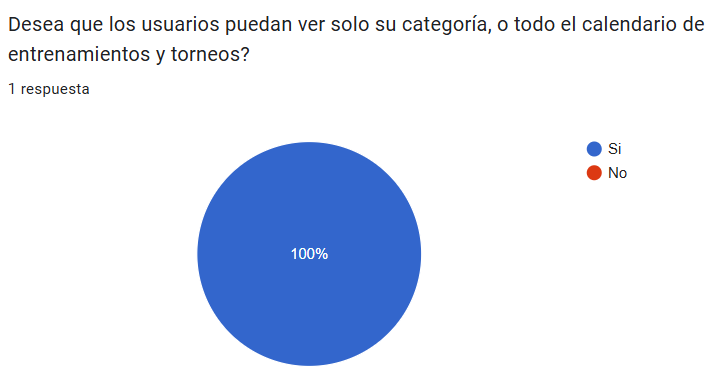 Desea que los usuarios puedan ver solo su categoría, o todo el calendario de
entrenamientos y torneos?
1 respuesta
Si
No
100%